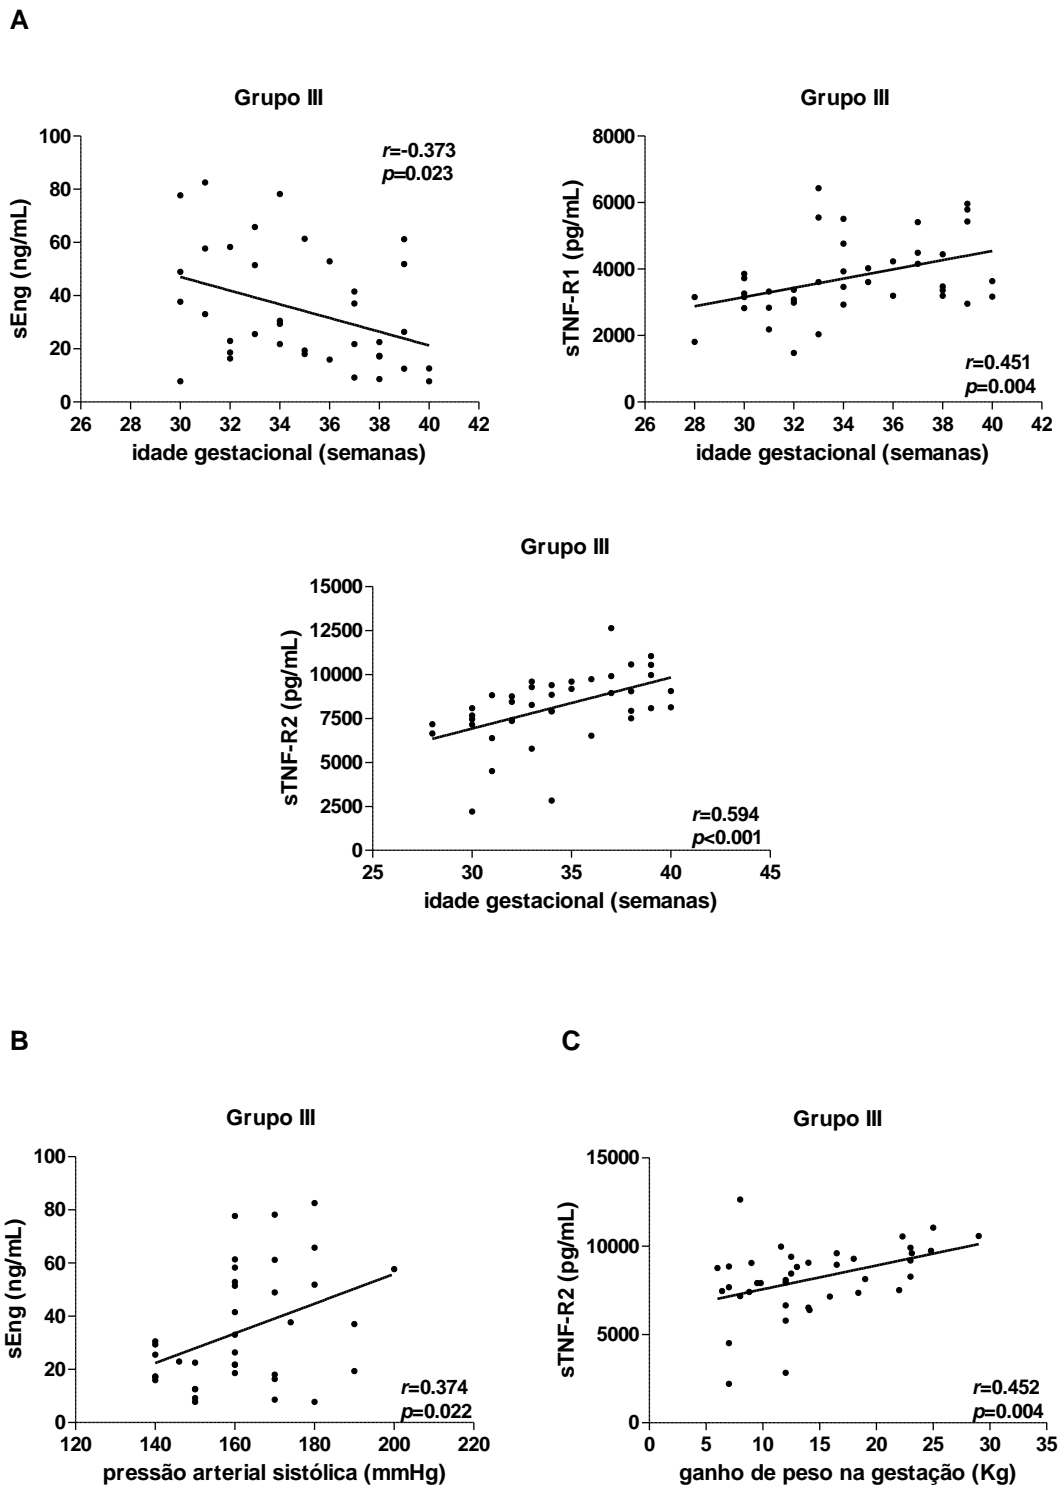 A
Grupo III
100
80
60
40
20
0
sEng (ng/mL)
r=-0.373
p=0.023
26 28 30 32 34 36 38 40 42
idade gestacional (semanas)
Grupo III
8000
6000
4000
2000
0
sTNF-R1 (pg/mL)
r=0.451
p=0.004
26 28 30 32 34 36 38 40 42
idade gestacional (semanas)
Grupo III
15000
12500
10000
7500
5000
2500
0
sTNF-R2 (pg/mL)
r=0.594
p<0.001
25 30 35 40 45
idade gestacional (semanas)
B
Grupo III
100
80
60
40
20
0
sEng (ng/mL)
r=0.374
p=0.022
120 140 160 180 200 220
pressão arterial sistólica (mmHg)
C
Grupo III
15000
10000
5000
0
sTNF-R2 (pg/mL)
r=0.452
p=0.004
0 5 10 15 20 25 30 35
ganho de peso na gestação (Kg)